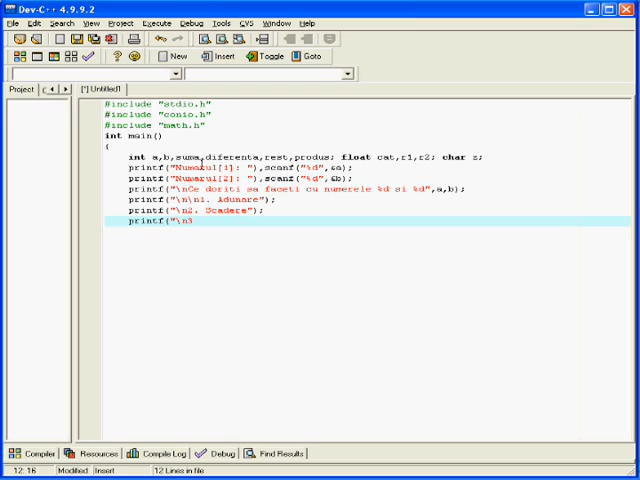 Dev-C++ 4.9.9.2
File Edit Search View Project Execute Debug Tools CVS Window Help
New Insert Toggle Goto
Project [*] Untitled1
#include "stdio.h"
#include "conio.h"
#include "math.h"
int main()
{
int a,b,suma,diferenta,rest,produs; float cat,r1,r2; char z;
printf("Numarul[1]: "),scanf("%d",&a);
printf("Numarul[2]: "),scanf("%d",&b);
printf("\nCe doriti sa faceti cu numerele %d si %d",a,b);
printf("\n\n1. Adunare");
printf("\n2. Scadere");
printf("\n3
Compiler Resources Compile Log Debug Find Results
12: 16 Modified Insert 12 Lines in file